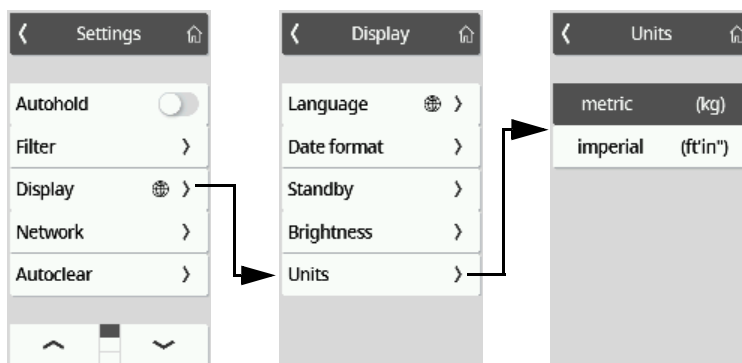 Settings
Autohold
Filter
Display
Network
Autoclear
Display
Language
Date format
Standby
Brightness
Units
Units
metric (kg)
imperial (ft'in")